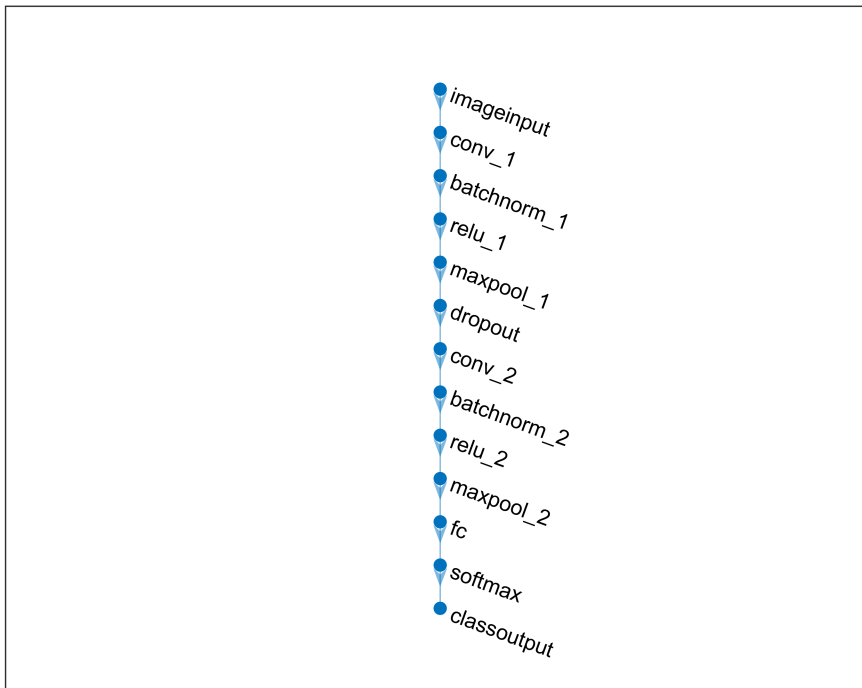 imageinput
conv_1
batchnorm_1
relu_1
maxpool_1
dropout
conv_2
batchnorm_2
relu_2
maxpool_2
fc
softmax
classoutput